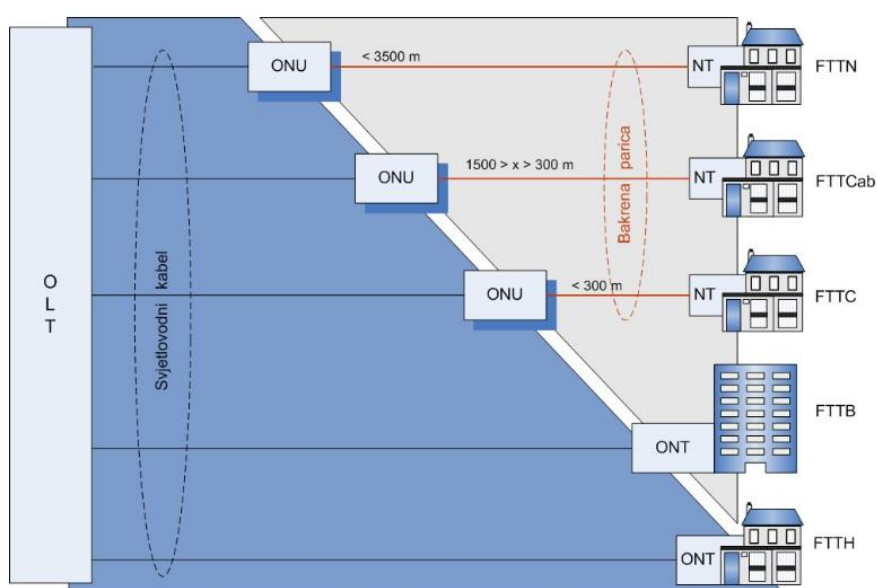 OLT
Svjetlovodni kabel
ONU
< 3500 m
Bakrena parica
NT
FTTN
ONU
1500 > x > 300 m
NT
FTTCab
ONU
< 300 m
NT
FTTC
ONT
FTTB
ONT
FTTH